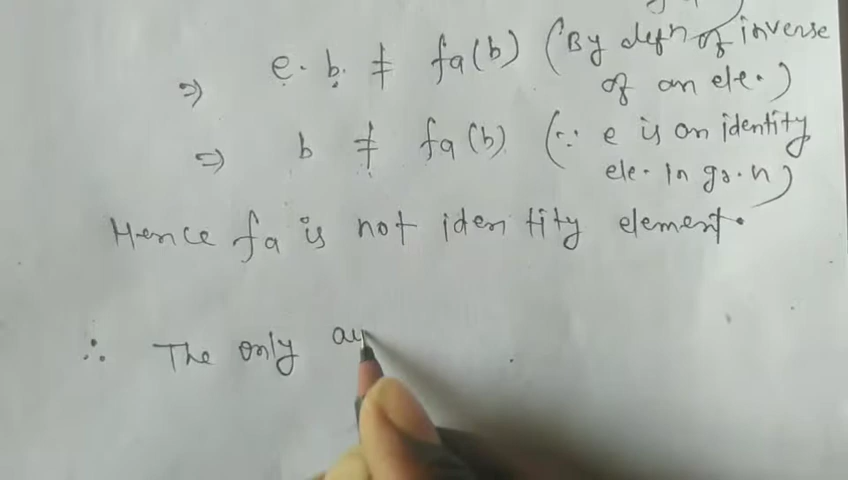 ⇒ e. b. ≠ fa(b) (By defn of inverse
of an ele.)
⇒ b ≠ fa(b) (∵ e is an identity
ele. in
Hence fa is not identity element.
∴ The only au